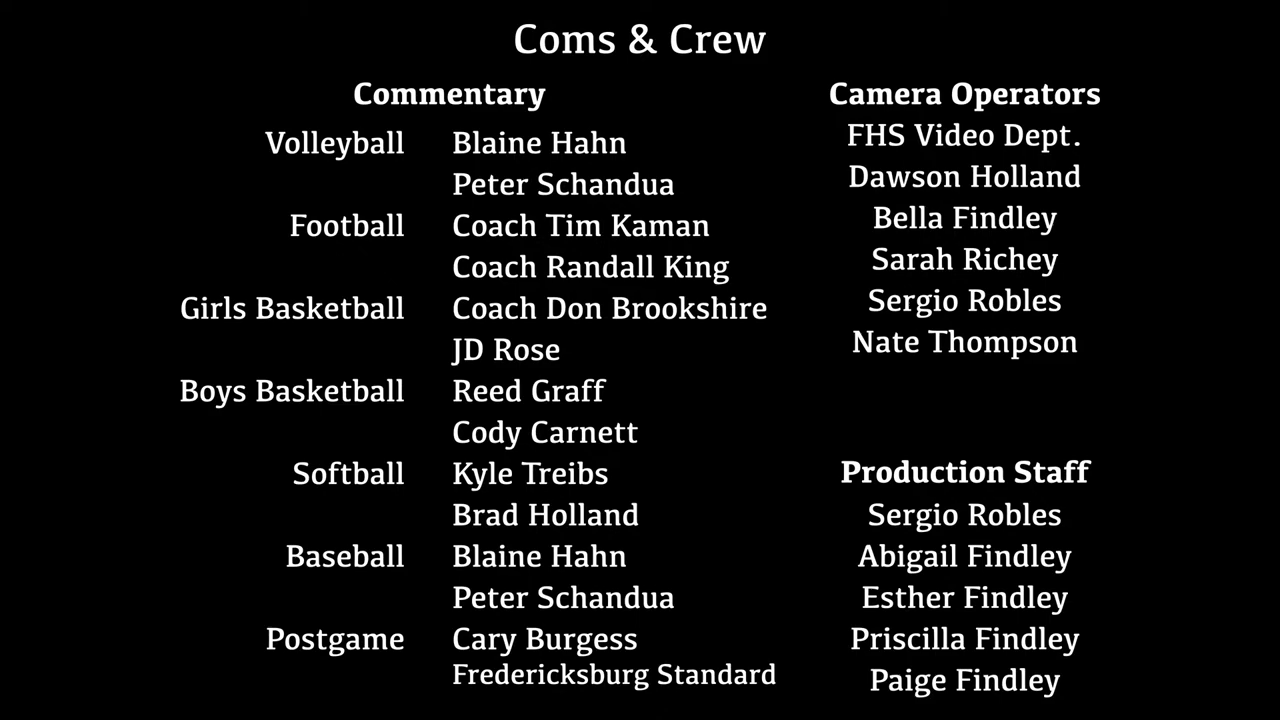 Coms & Crew
Commentary
Volleyball Blaine Hahn
Peter Schandua
Football Coach Tim Kaman
Coach Randall King
Girls Basketball Coach Don Brookshire
JD Rose
Boys Basketball Reed Graff
Cody Carnett
Softball Kyle Treibs
Brad Holland
Baseball Blaine Hahn
Peter Schandua
Postgame Cary Burgess
Fredericksburg Standard
Camera Operators
FHS Video Dept.
Dawson Holland
Bella Findley
Sarah Richey
Sergio Robles
Nate Thompson
Production Staff
Sergio Robles
Abigail Findley
Esther Findley
Priscilla Findley
Paige Findley